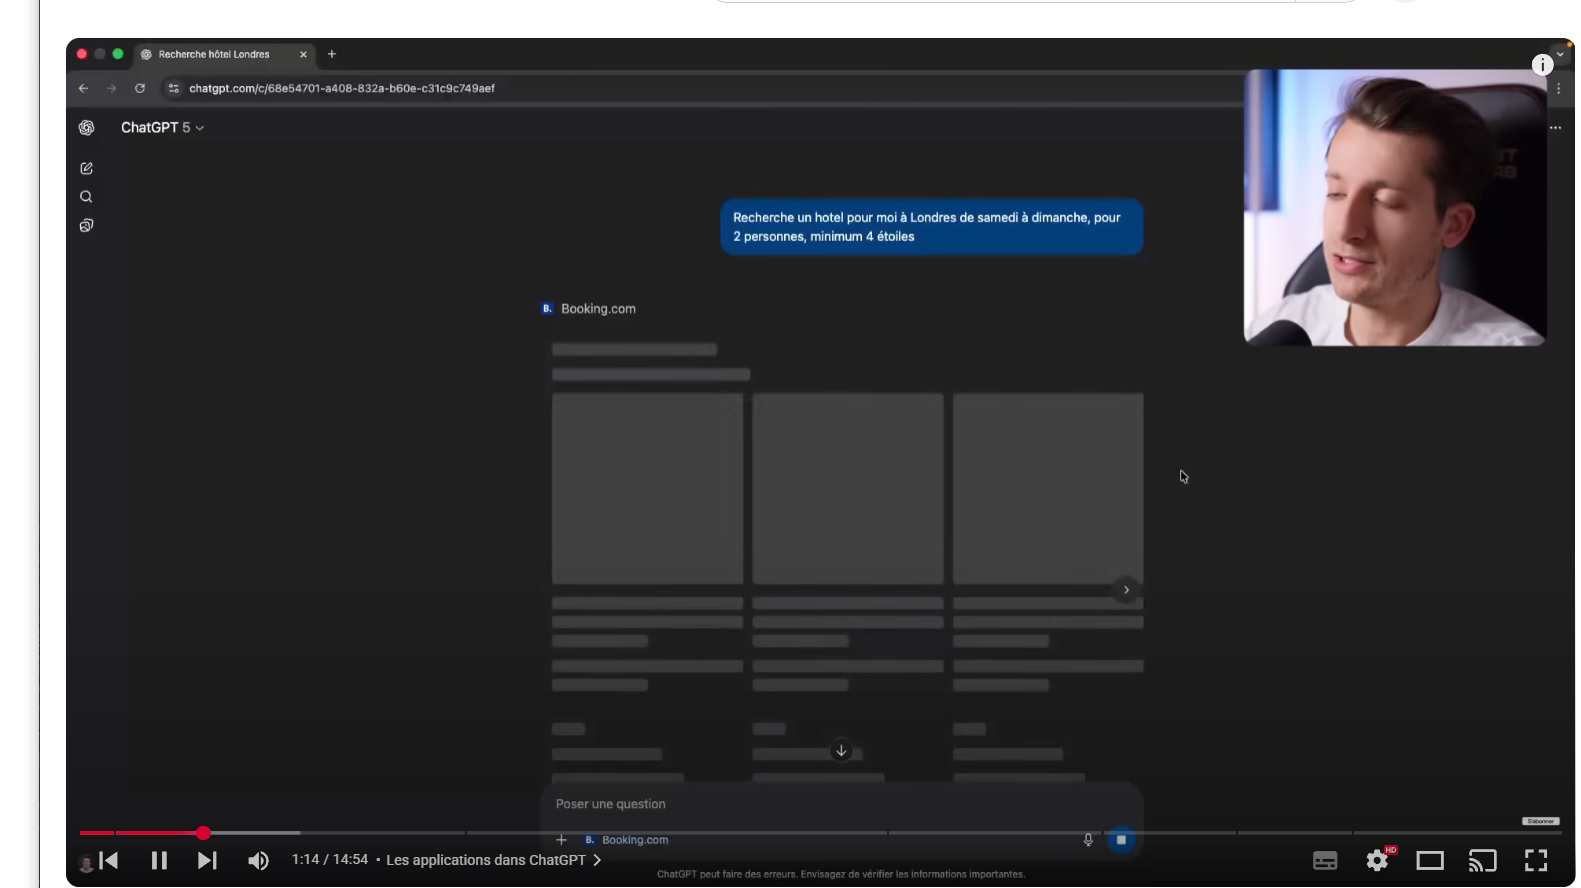 Recherche hôtel Londres
chatgpt.com/c/68e54701-a408-832a-b60e-c31c9c749aef
ChatGPT 5
Recherche un hotel pour moi à Londres de samedi à dimanche, pour
2 personnes, minimum 4 étoiles
B. Booking.com
Poser une question
B. Booking.com
S'abonner
1:14 / 14:54 • Les applications dans ChatGPT
HD
ChatGPT peut faire des erreurs. Envisagez de vérifier les informations importantes.